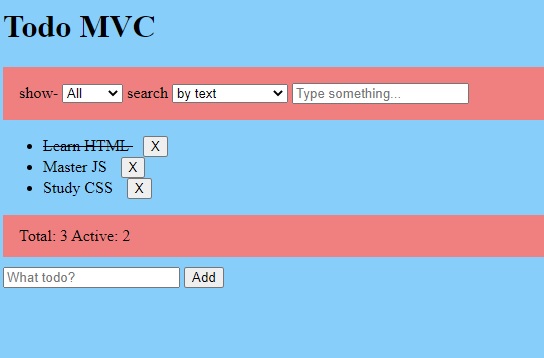 Todo MVC
show- All search by text Type something...
Learn HTML X
Master JS X
Study CSS X
Total: 3 Active: 2
What todo? Add